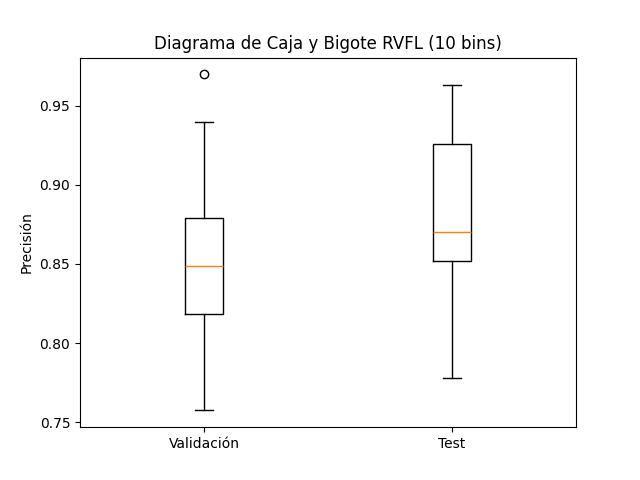 Diagrama de Caja y Bigote RVFL (10 bins)
Precisión
0.95
0.90
0.85
0.80
0.75
Validación
Test